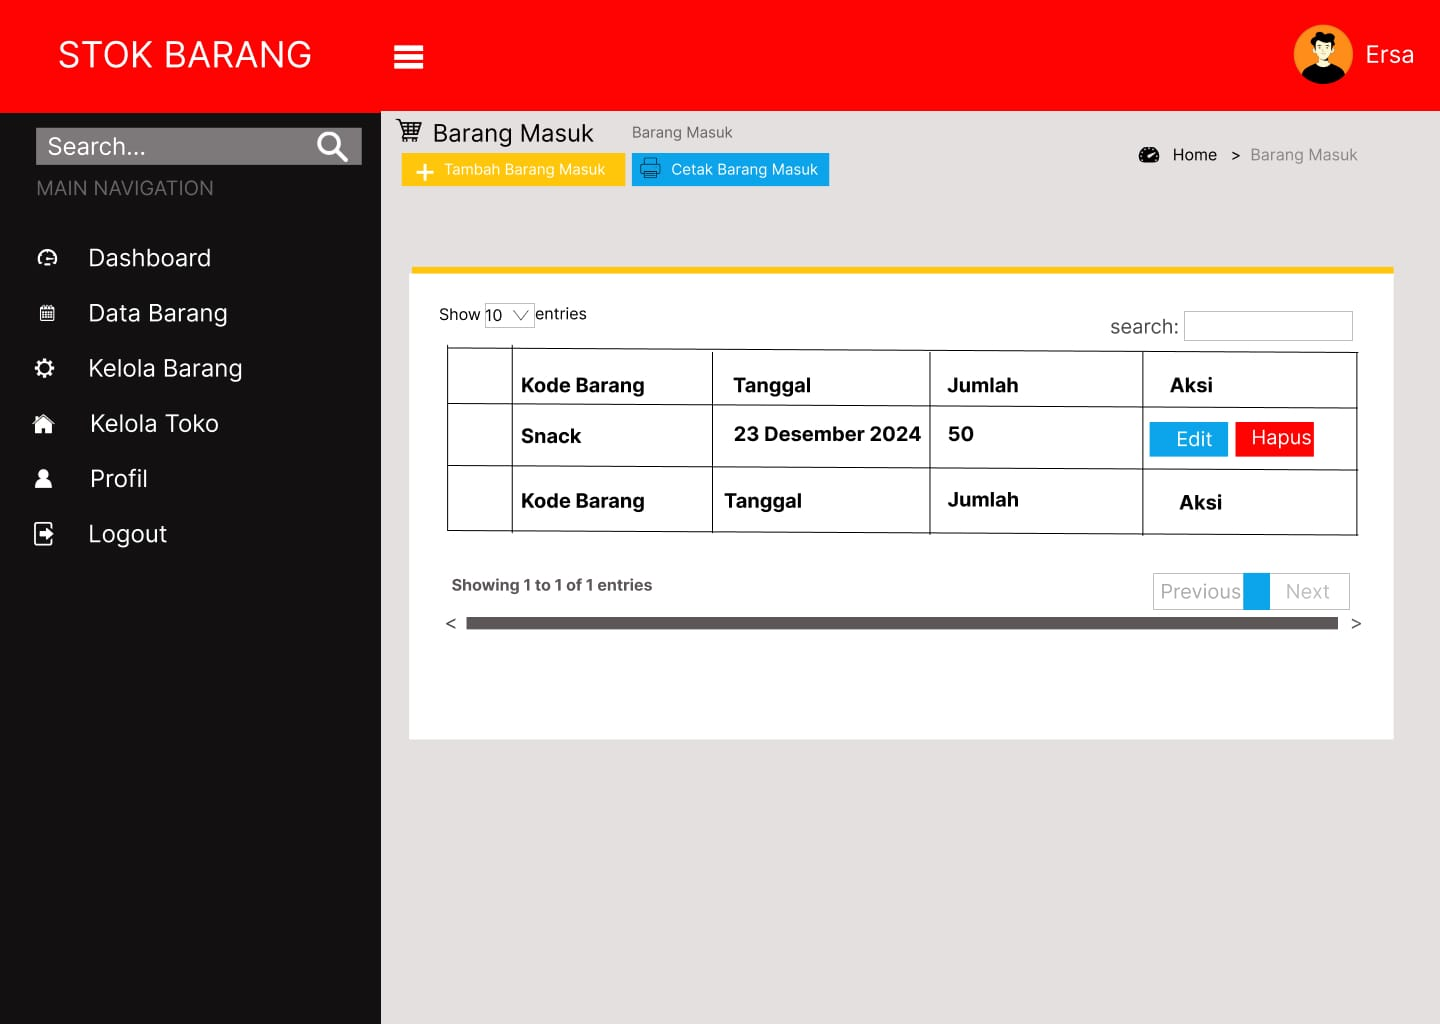 STOK BARANG
Ersa
Search...
MAIN NAVIGATION
Dashboard
Data Barang
Kelola Barang
Kelola Toko
Profil
Logout
Barang Masuk Barang Masuk
Tambah Barang Masuk Cetak Barang Masuk
Home > Barang Masuk
Show 10 entries
search:
Kode Barang Tanggal Jumlah Aksi
Snack 23 Desember 2024 50 Edit Hapus
Kode Barang Tanggal Jumlah Aksi
Showing 1 to 1 of 1 entries
Previous Next
< >